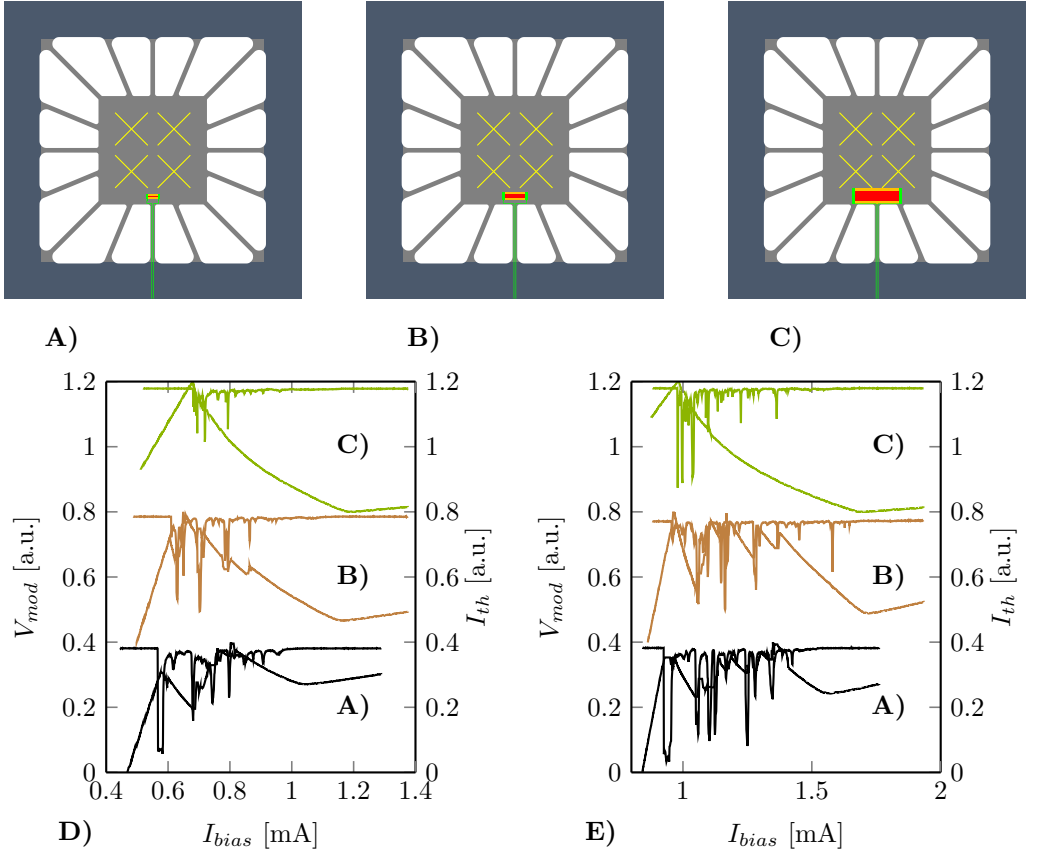 A) B) C)
1.2 1.2 1.2 1.2
1 1 1 1
0.8 0.8 0.8 0.8
0.6 0.6 0.6 0.6
0.4 0.4 0.4 0.4
0.2 0.2 0.2 0.2
0 0 0 0
V_mod [a.u.] I_th [a.u.] V_mod [a.u.] I_th [a.u.]
C) C)
B) B)
A) A)
0.4 0.6 0.8 1 1.2 1.4 1 1.5 2
D) I_bias [mA] E) I_bias [mA]